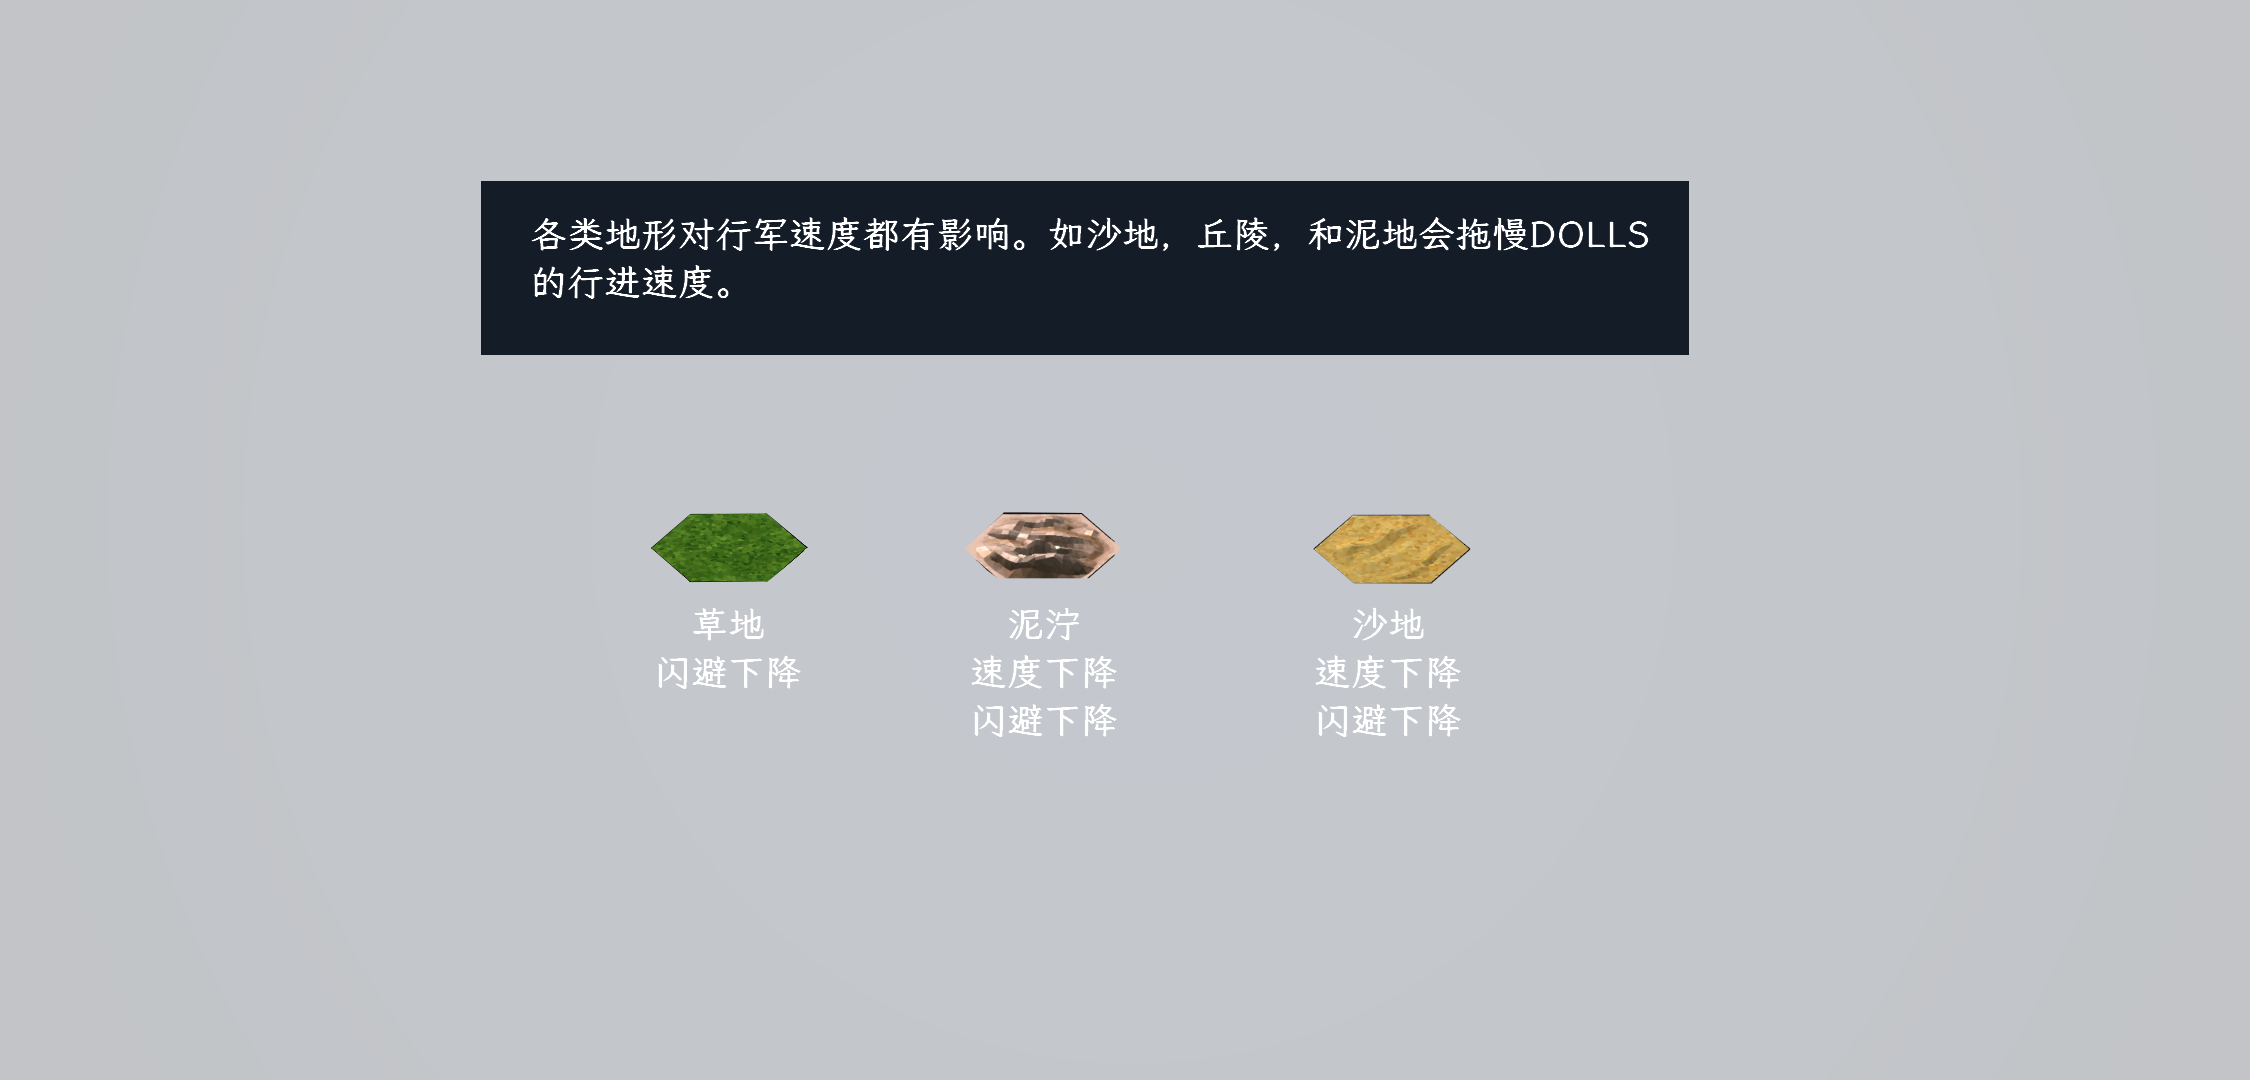 各类地形对行军速度都有影响。如沙地，丘陵，和泥地会拖慢DOLLS
的行进速度。
草地
闪避下降
泥泞
速度下降
闪避下降
沙地
速度下降
闪避下降